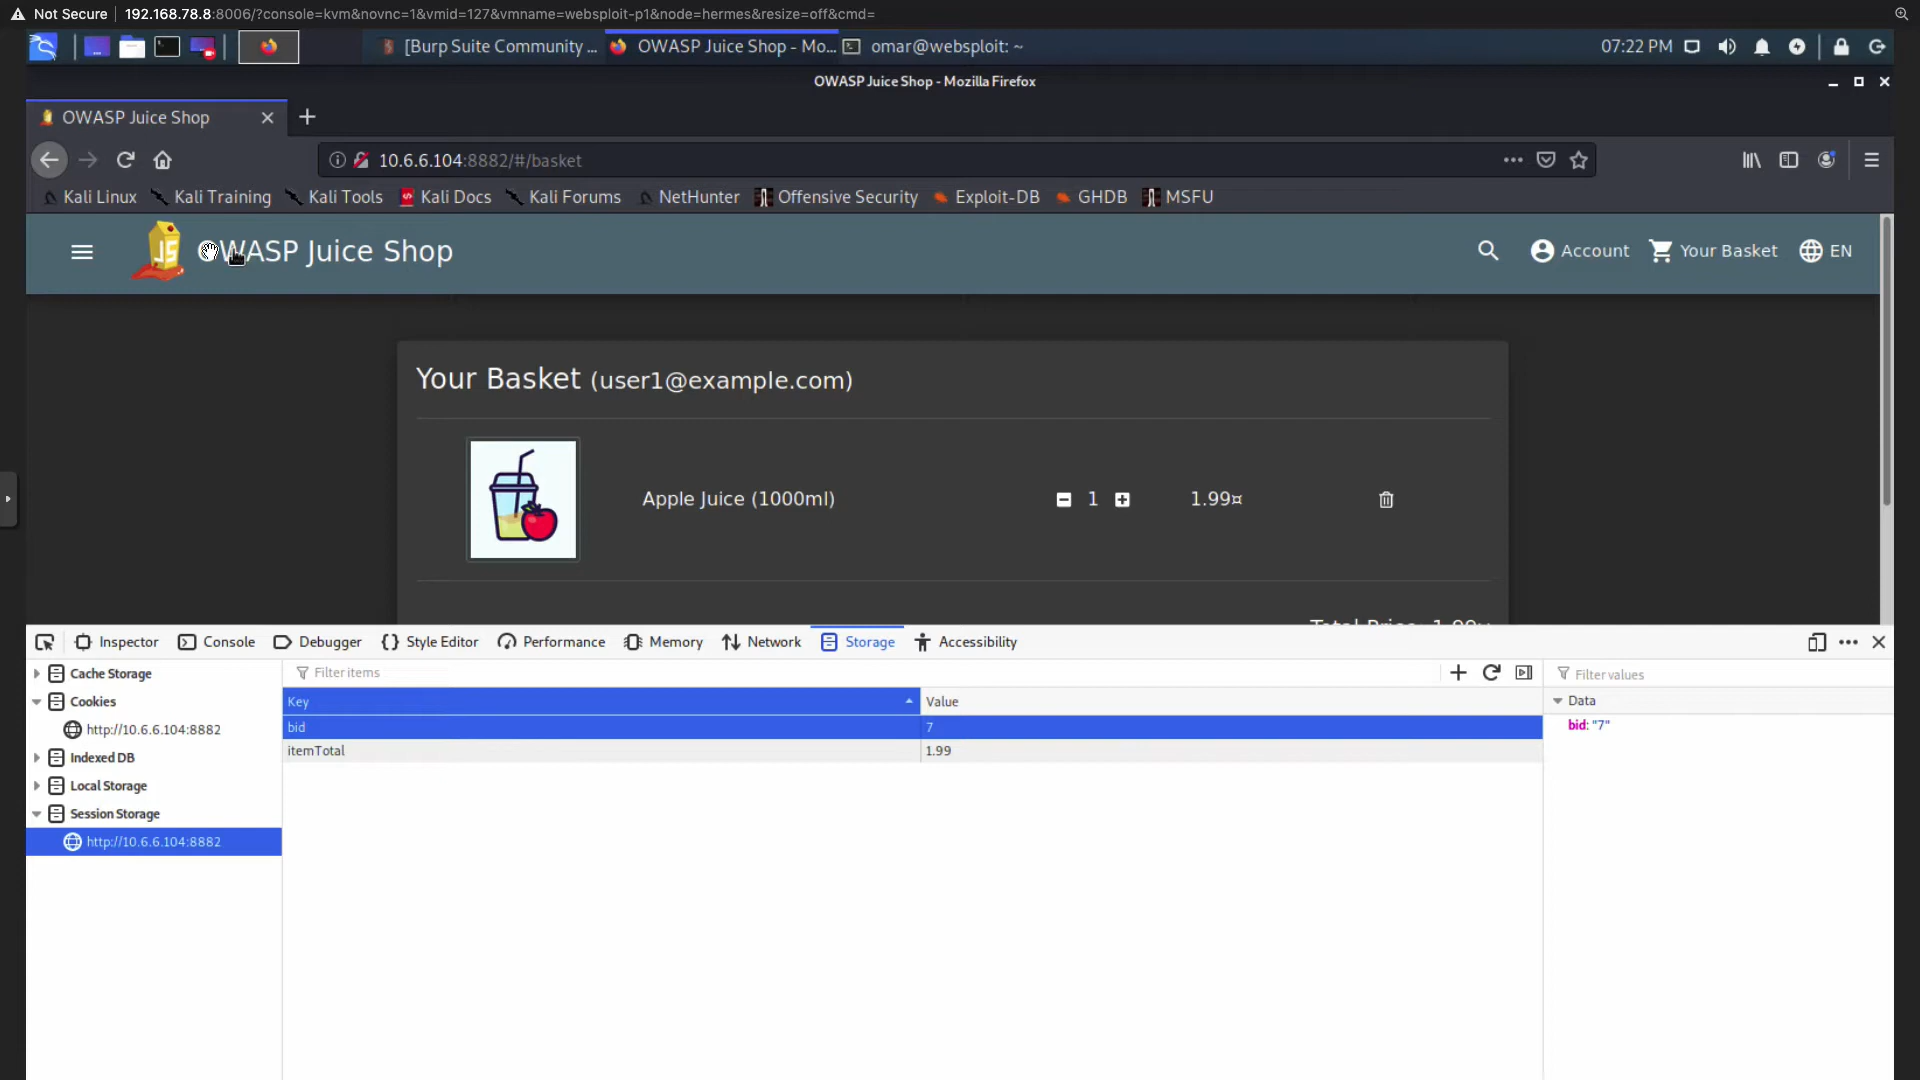 Not Secure 192.168.78.8:8006/?console=kvm&novnc=1&vmid=127&vmname=websploit-p1&node=hermes&resize=off&cmd=
[Burp Suite Community ... OWASP Juice Shop - Mo... omar@websploit: ~ 07:22 PM
OWASP Juice Shop - Mozilla Firefox
OWASP Juice Shop
10.6.6.104:8882/#/basket
Kali Linux Kali Training Kali Tools Kali Docs Kali Forums NetHunter Offensive Security Exploit-DB GHDB MSFU
JS OWASP Juice Shop Account Your Basket EN
Your Basket (user1@example.com)
Apple Juice (1000ml) 1 1.99¤
Total Price: 1.99¤
Inspector Console Debugger Style Editor Performance Memory Network Storage Accessibility
Cache Storage Filter items Filter values
Cookies Key Value Data
http://10.6.6.104:8882 bid 7 bid: "7"
Indexed DB itemTotal 1.99
Local Storage
Session Storage
http://10.6.6.104:8882